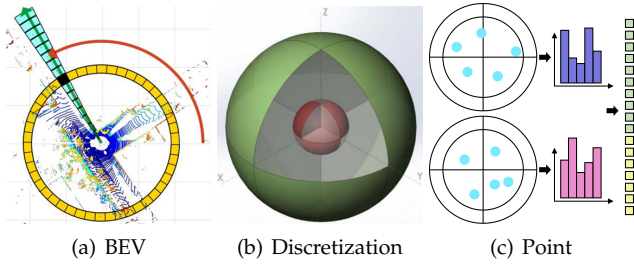 Z
X
Y
(a) BEV
(b) Discretization
(c) Point